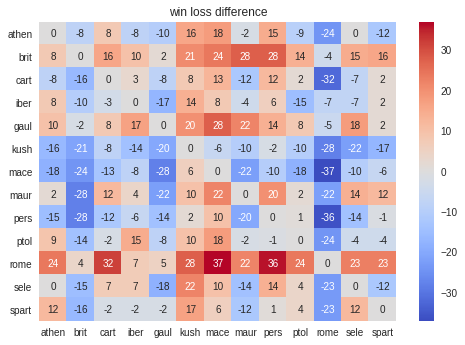 win loss difference
athen 0 -8 8 -8 -10 16 18 -2 15 -9 -24 0 -12
brit 8 0 16 10 2 21 24 28 28 14 -4 15 16
cart -8 -16 0 3 -8 8 13 -12 12 2 -32 -7 2
iber 8 -10 -3 0 -17 14 8 -4 6 -15 -7 -7 2
gaul 10 -2 8 17 0 20 28 22 14 8 -5 18 2
kush -16 -21 -8 -14 -20 0 -6 -10 -2 -10 -28 -22 -17
mace -18 -24 -13 -8 -28 6 0 -22 -10 -18 -37 -10 -6
maur 2 -28 12 4 -22 10 22 0 20 2 -22 14 12
pers -15 -28 -12 -6 -14 2 10 -20 0 1 -36 -14 -1
ptol 9 -14 -2 15 -8 10 18 -2 -1 0 -24 -4 -4
rome 24 4 32 7 5 28 37 22 36 24 0 23 23
sele 0 -15 7 7 -18 22 10 -14 14 4 -23 0 -12
spart 12 -16 -2 -2 -2 17 6 -12 1 4 -23 12 0
athen brit cart iber gaul kush mace maur pers ptol rome sele spart
30
20
10
0
−10
−20
−30